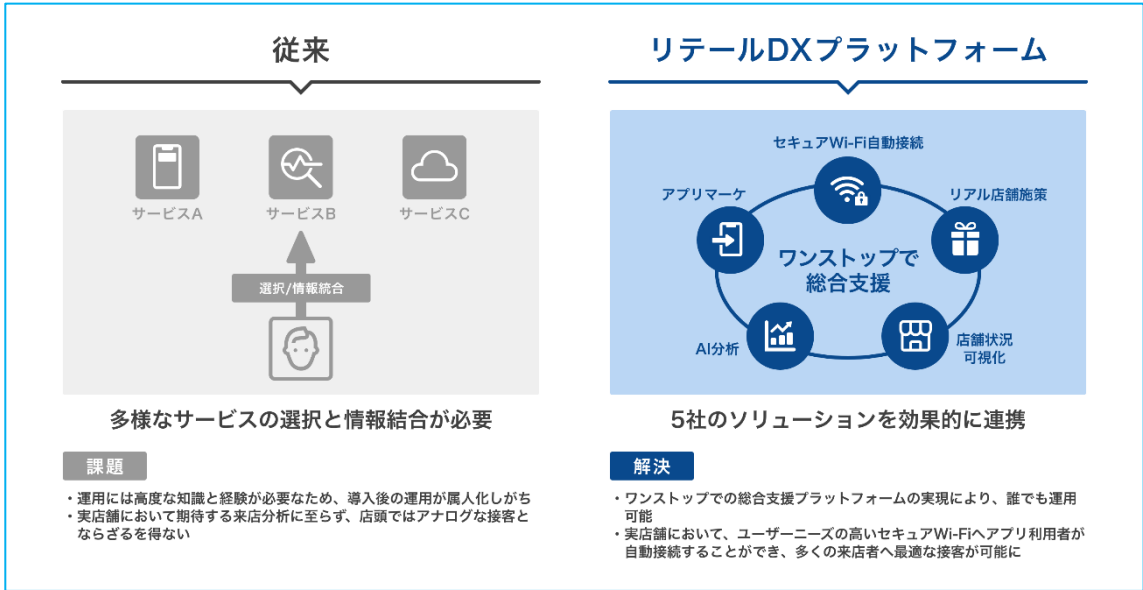 従来
サービスA
サービスB
サービスC
選択/情報統合
多様なサービスの選択と情報結合が必要
課題
・運用には高度な知識と経験が必要なため、導入後の運用が属人化しがち
・実店舗において期待する来店分析に至らず、店頭ではアナログな接客と
ならざるを得ない
リテールDXプラットフォーム
セキュアWi-Fi自動接続
アプリマーケ
リアル店舗施策
ワンストップで
総合支援
AI分析
店舗状況
可視化
5社のソリューションを効果的に連携
解決
・ワンストップでの総合支援プラットフォームの実現により、誰でも運用
可能
・実店舗において、ユーザーニーズの高いセキュアWi-Fiへアプリ利用者が
自動接続することができ、多くの来店者へ最適な接客が可能に